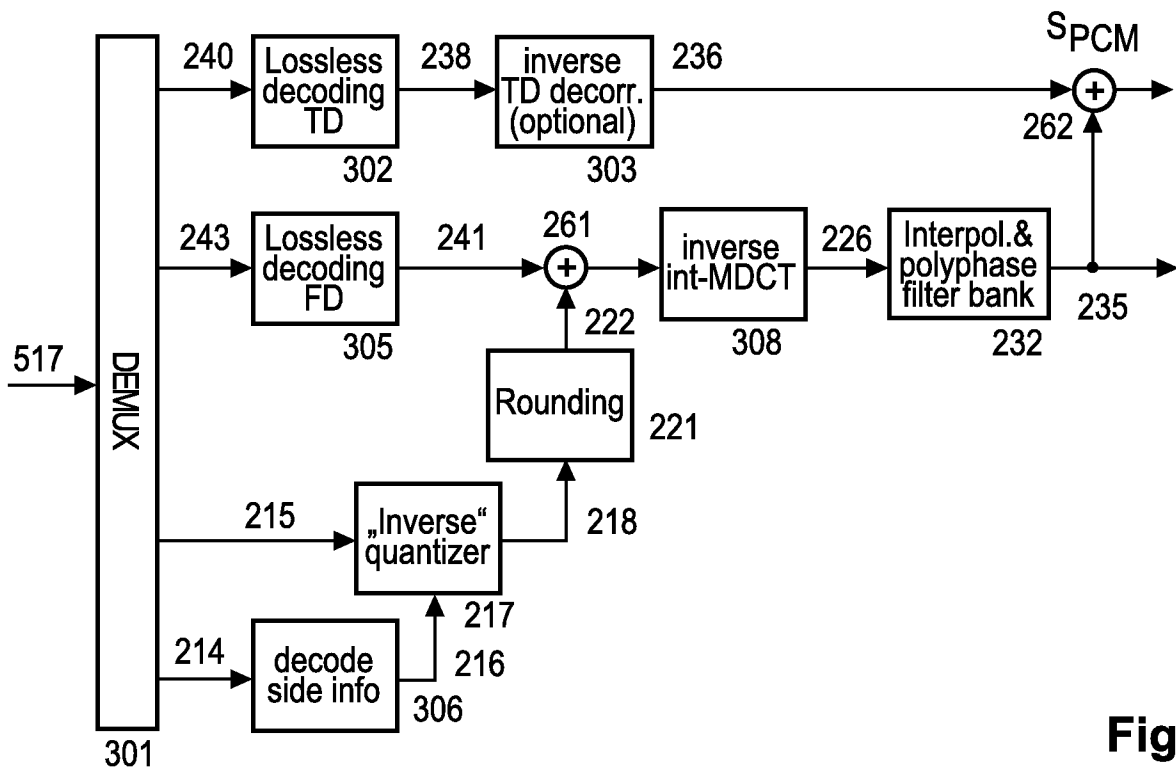 240
Lossless
decoding
TD
302
238
inverse
TD decorr.
(optional)
303
236
SPCM
+
262
243
Lossless
decoding
FD
305
241
261
+
222
inverse
int-MDCT
308
226
Interpol.&
polyphase
filter bank
232
235
517
DEMUX
301
Rounding
221
215
„Inverse“
quantizer
217
218
214
decode
side info
306
216
Fig